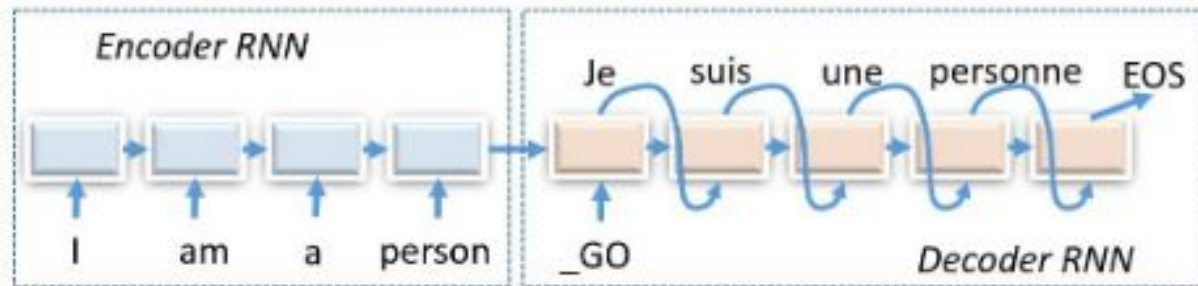 Encoder RNN
I am a person
Je suis une personne EOS
_GO
Decoder RNN